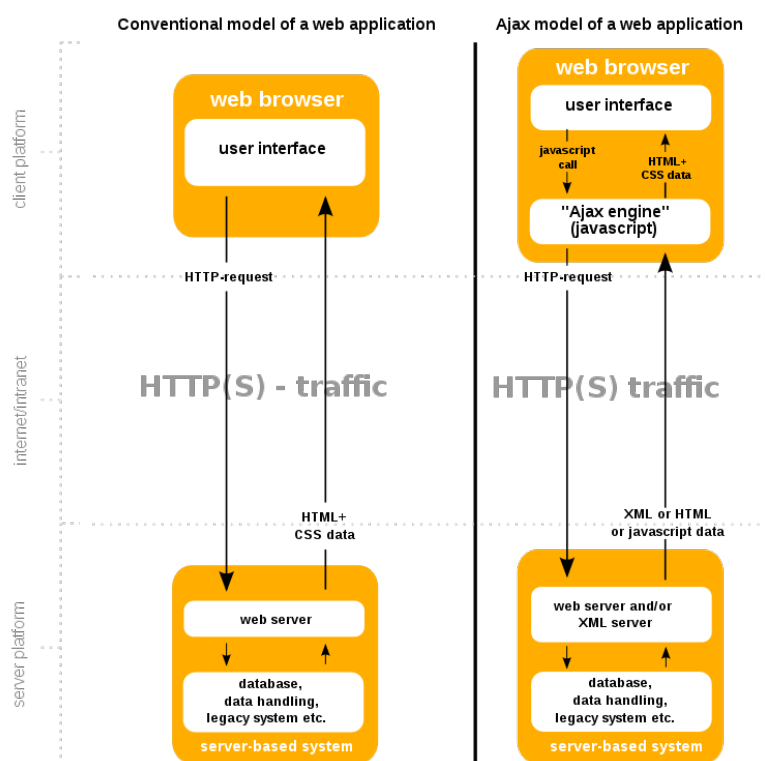 Conventional model of a web application
web browser
user interface
HTTP-request
HTTP(S) - traffic
HTML+
CSS data
web server
database,
data handling,
legacy system etc.
server-based system
Ajax model of a web application
web browser
user interface
javascript
call
HTML+
CSS data
"Ajax engine"
(javascript)
HTTP-request
HTTP(S) traffic
XML or HTML
or javascript data
web server and/or
XML server
database,
data handling,
legacy system etc.
server-based system
client platform
internet/intranet
server platform